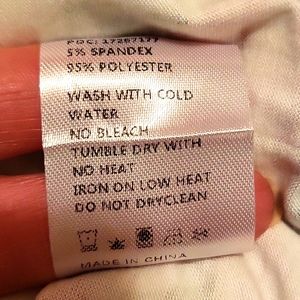 5% SPANDEX
95% POLYESTER
WASH WITH COLD
WATER
NO BLEACH
TUMBLE DRY WITH
NO HEAT
IRON ON LOW HEAT
DO NOT DRYCLEAN
MADE IN CHINA